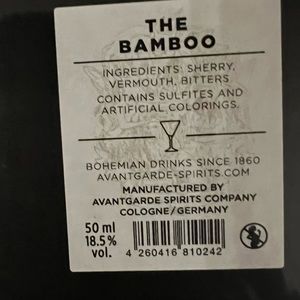 THE
BAMBOO
INGREDIENTS: SHERRY,
VERMOUTH, BITTERS
CONTAINS SULFITES AND
ARTIFICIAL COLORINGS.
BOHEMIAN DRINKS SINCE 1860
AVANTGARDE-SPIRITS.COM
MANUFACTURED BY
AVANTGARDE SPIRITS COMPANY
COLOGNE/GERMANY
50 ml
18.5%
vol.
4 260416 810242